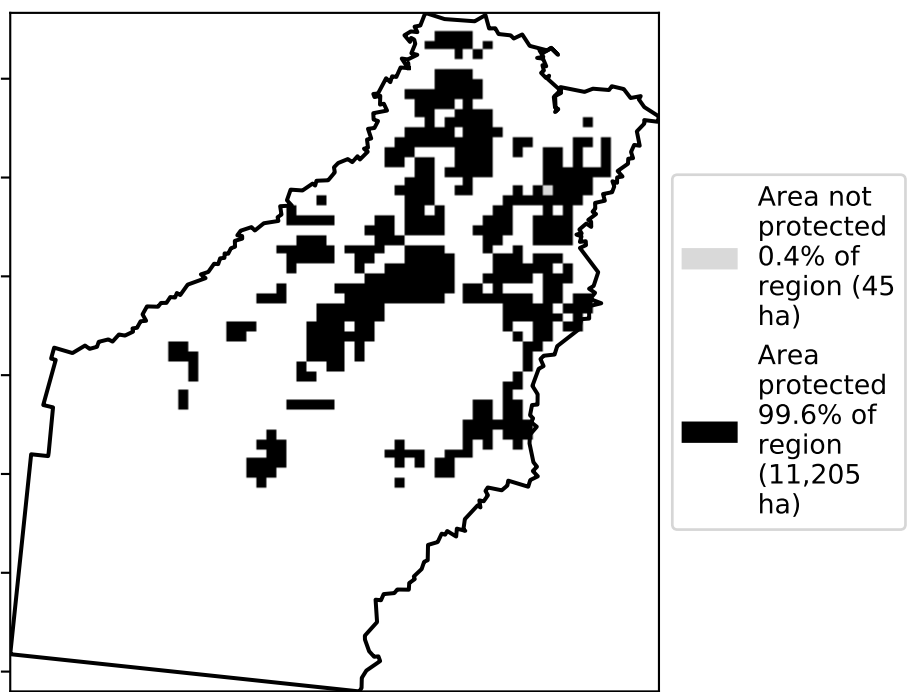 Area not
protected
0.4% of
region (45
ha)
Area
protected
99.6% of
region
(11,205
ha)